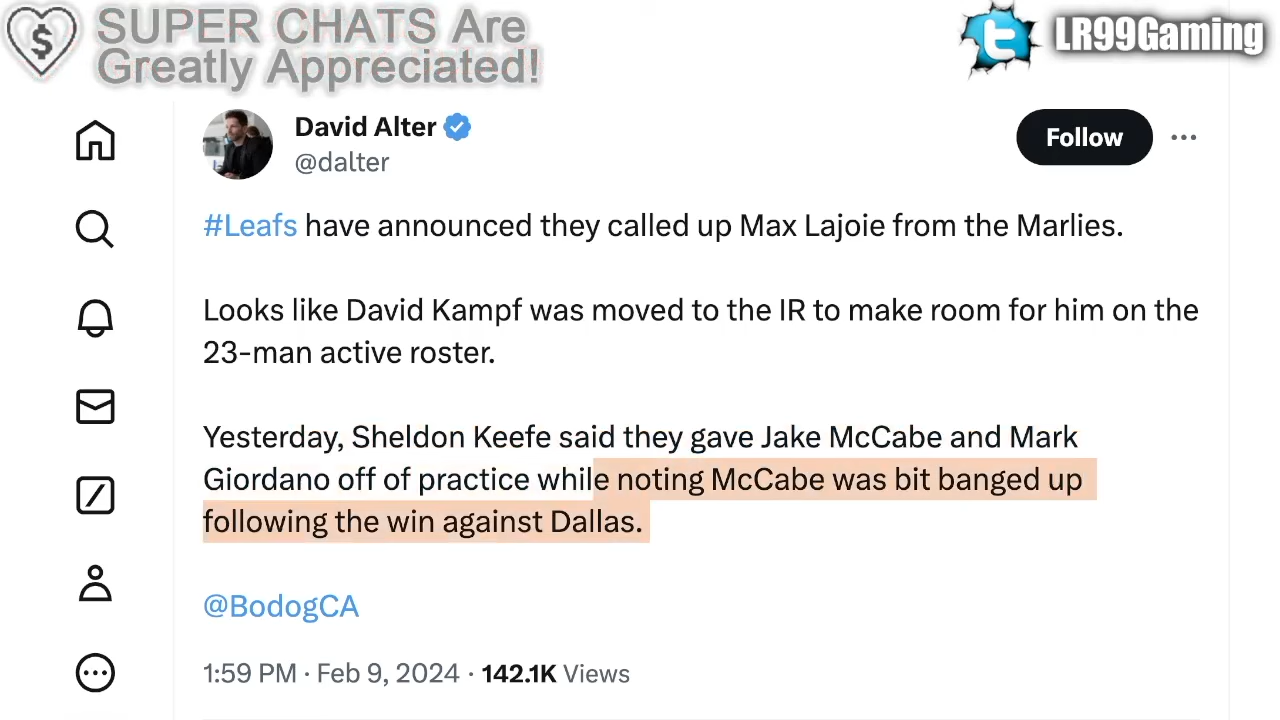 SUPER CHATS Are
Greatly Appreciated!
LR99Gaming
David Alter
@dalter
Follow
#Leafs have announced they called up Max Lajoie from the Marlies.
Looks like David Kampf was moved to the IR to make room for him on the
23-man active roster.
Yesterday, Sheldon Keefe said they gave Jake McCabe and Mark
Giordano off of practice while noting McCabe was bit banged up
following the win against Dallas.
@BodogCA
1:59 PM · Feb 9, 2024 · 142.1K Views